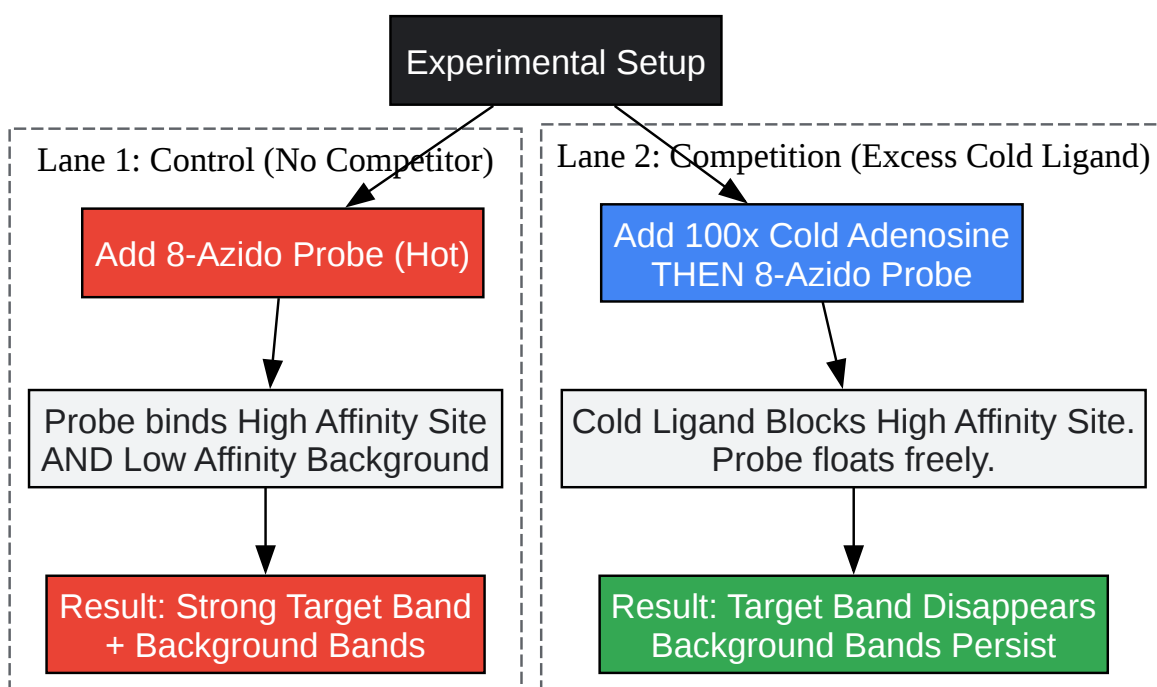 Experimental Setup
Lane 1: Control (No Competitor)
Add 8-Azido Probe (Hot)
Probe binds High Affinity Site
AND Low Affinity Background
Result: Strong Target Band
+ Background Bands
Lane 2: Competition (Excess Cold Ligand)
Add 100x Cold Adenosine
THEN 8-Azido Probe
Cold Ligand Blocks High Affinity Site.
Probe floats freely.
Result: Target Band Disappears
Background Bands Persist